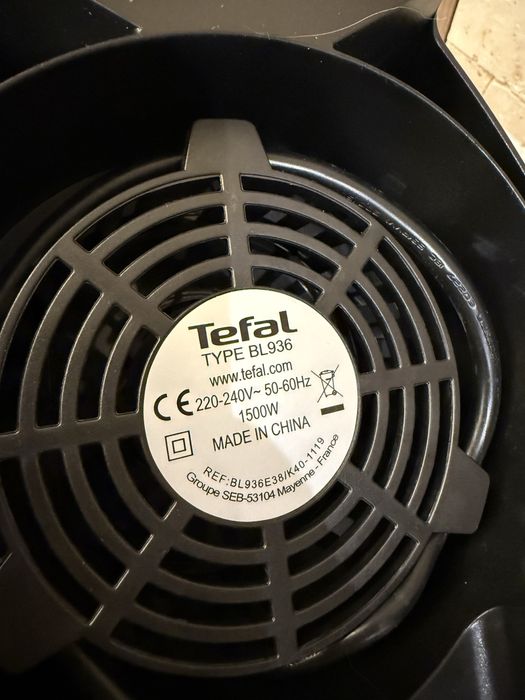 Tefal
TYPE BL936
www.tefal.com
CE 220-240V~ 50-60Hz
1500W
MADE IN CHINA
REF:BL936E38/K40-1119
Groupe SEB-53104 Mayenne - France